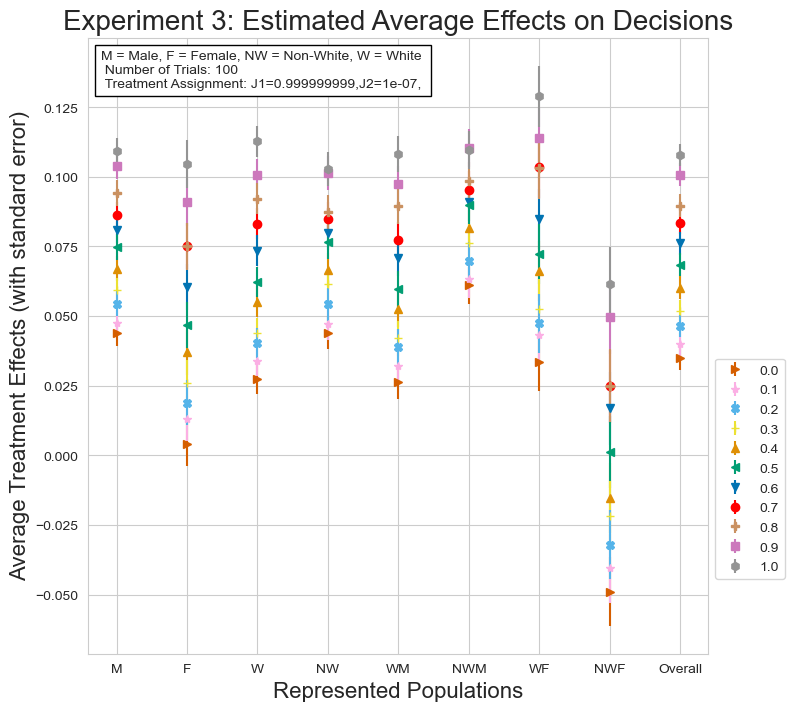 Experiment 3: Estimated Average Effects on Decisions
M = Male, F = Female, NW = Non-White, W = White
Number of Trials: 100
Treatment Assignment: J1=0.999999999,J2=1e-07,
Average Treatment Effects (with standard error)
0.125
0.100
0.075
0.050
0.025
0.000
−0.025
−0.050
M F W NW WM NWM WF NWF Overall
Represented Populations
0.0
0.1
0.2
0.3
0.4
0.5
0.6
0.7
0.8
0.9
1.0